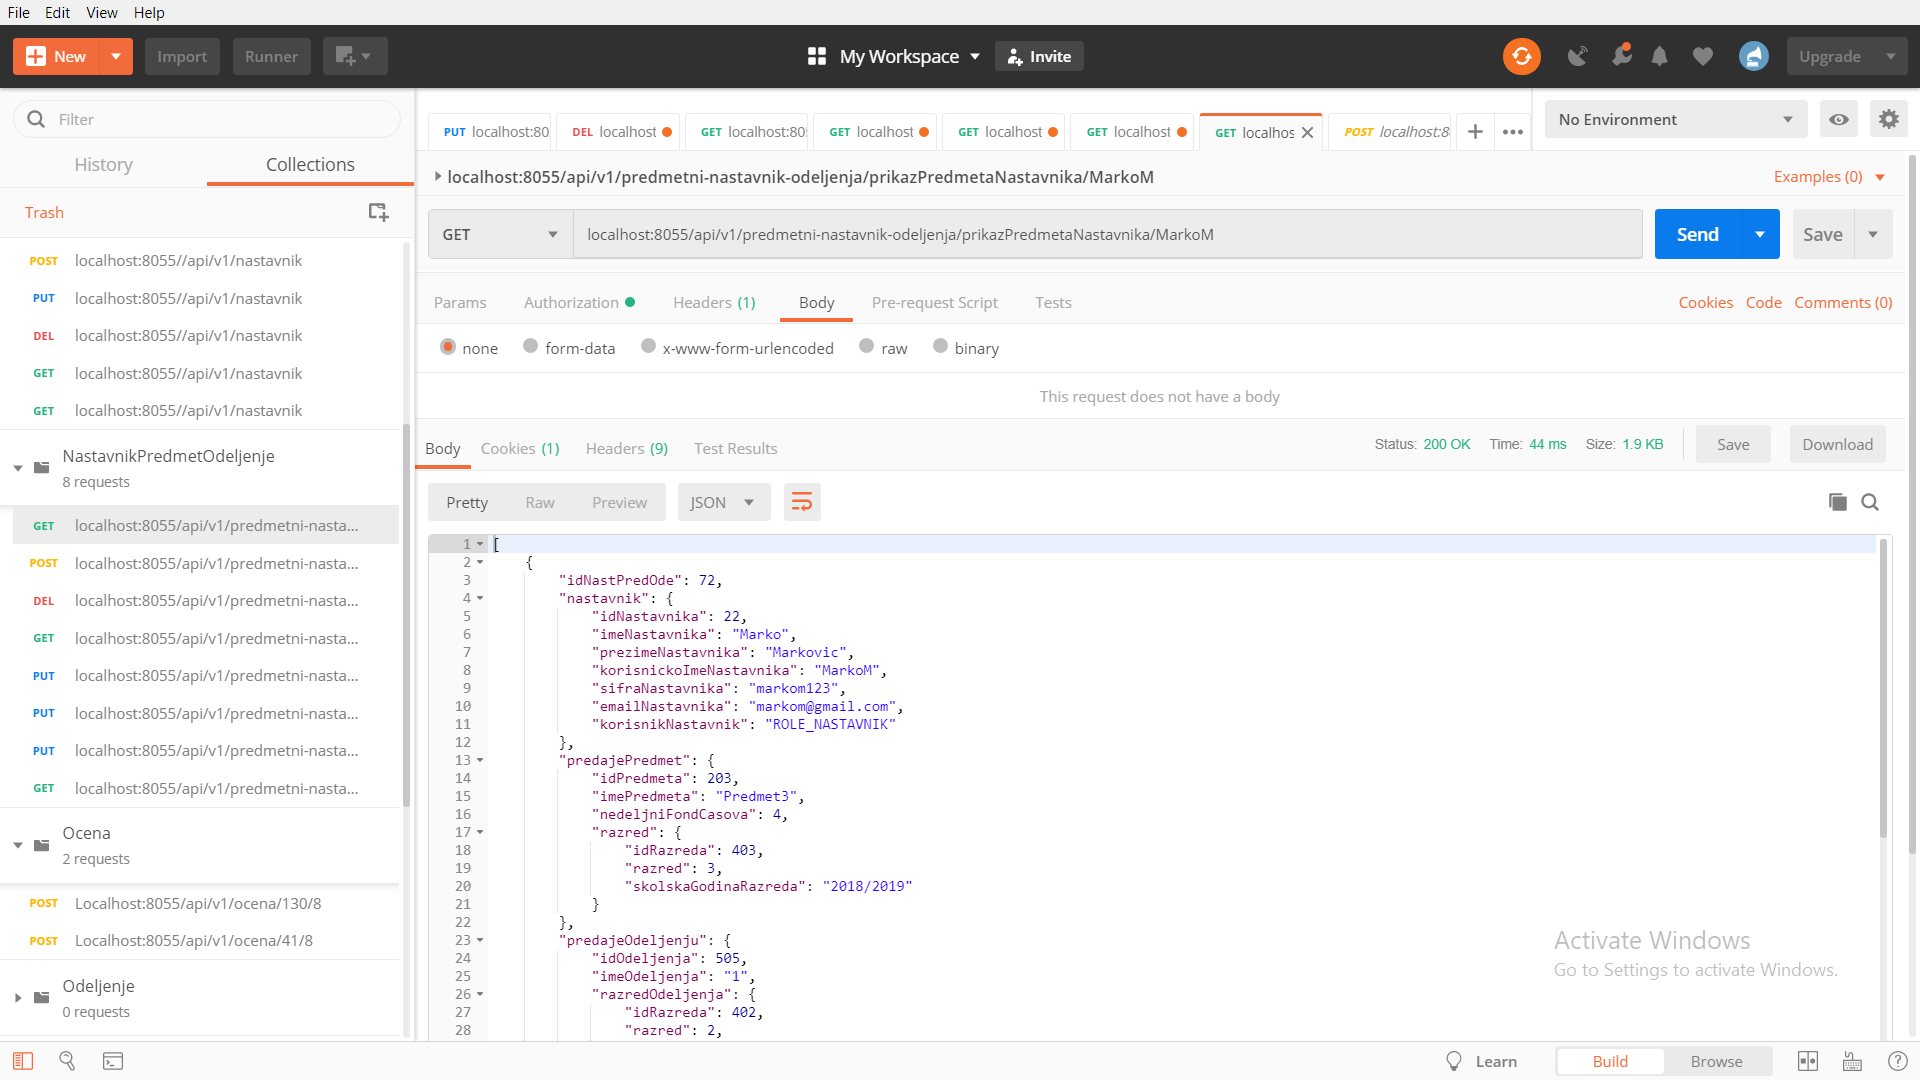 File Edit View Help
New Import Runner My Workspace Invite Upgrade
Filter
History Collections
Trash
POST localhost:8055//api/v1/nastavnik
PUT localhost:8055//api/v1/nastavnik
DEL localhost:8055//api/v1/nastavnik
GET localhost:8055//api/v1/nastavnik
GET localhost:8055//api/v1/nastavnik
NastavnikPredmetOdeljenje
8 requests
GET localhost:8055/api/v1/predmetni-nasta...
POST localhost:8055/api/v1/predmetni-nasta...
DEL localhost:8055/api/v1/predmetni-nasta...
GET localhost:8055/api/v1/predmetni-nasta...
PUT localhost:8055/api/v1/predmetni-nasta...
PUT localhost:8055/api/v1/predmetni-nasta...
PUT localhost:8055/api/v1/predmetni-nasta...
GET localhost:8055/api/v1/predmetni-nasta...
Ocena
2 requests
POST Localhost:8055/api/v1/ocena/130/8
POST Localhost:8055/api/v1/ocena/41/8
Odeljenje
0 requests
PUT localhost:80 DEL localhost GET localhost:80 GET localhost GET localhost GET localhost GET localhos POST localhost:8 No Environment
localhost:8055/api/v1/predmetni-nastavnik-odeljenja/prikazPredmetaNastavnika/MarkoM Examples (0)
GET localhost:8055/api/v1/predmetni-nastavnik-odeljenja/prikazPredmetaNastavnika/MarkoM Send Save
Params Authorization Headers (1) Body Pre-request Script Tests Cookies Code Comments (0)
none form-data x-www-form-urlencoded raw binary
This request does not have a body
Body Cookies (1) Headers (9) Test Results Status: 200 OK Time: 44 ms Size: 1.9 KB Save Download
Pretty Raw Preview JSON
1 [
2 {
3 "idNastPredOde": 72,
4 "nastavnik": {
5 "idNastavnika": 22,
6 "imeNastavnika": "Marko",
7 "prezimeNastavnika": "Markovic",
8 "korisnickoImeNastavnika": "MarkoM",
9 "sifraNastavnika": "markom123",
10 "emailNastavnika": "markom@gmail.com",
11 "korisnikNastavnik": "ROLE_NASTAVNIK"
12 },
13 "predajePredmet": {
14 "idPredmeta": 203,
15 "imePredmeta": "Predmet3",
16 "nedeljniFondCasova": 4,
17 "razred": {
18 "idRazreda": 403,
19 "razred": 3,
20 "skolskaGodinaRazreda": "2018/2019"
21 }
22 },
23 "predajeOdeljenju": {
24 "idOdeljenja": 505,
25 "imeOdeljenja": "1",
26 "razredOdeljenja": {
27 "idRazreda": 402,
28 "razred": 2,
Activate Windows
Go to Settings to activate Windows.
Learn Build Browse